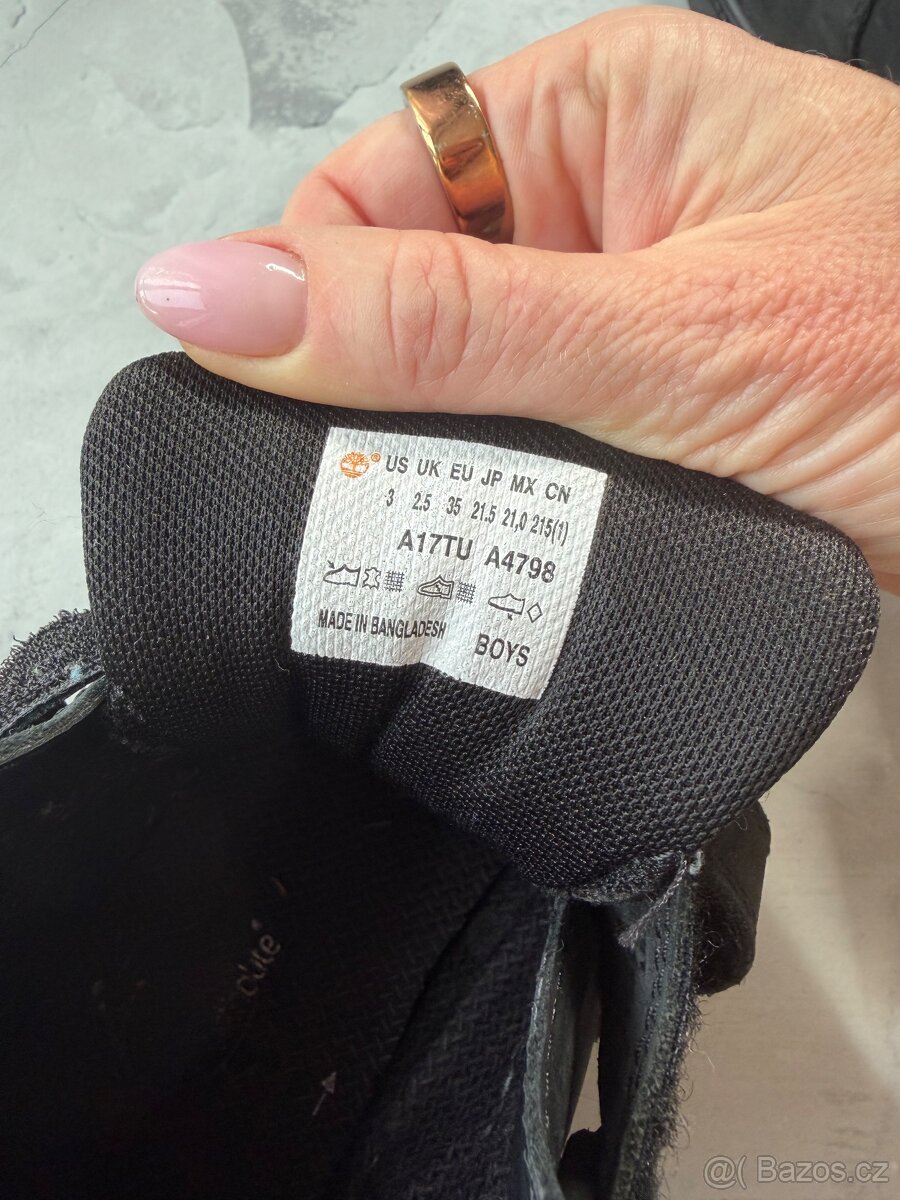 ® US UK EU JP MX CN
3 2.5 35 21.5 21.0 215(1)
A17TU A4798
MADE IN BANGLADESH
BOYS
@( Bazos.cz